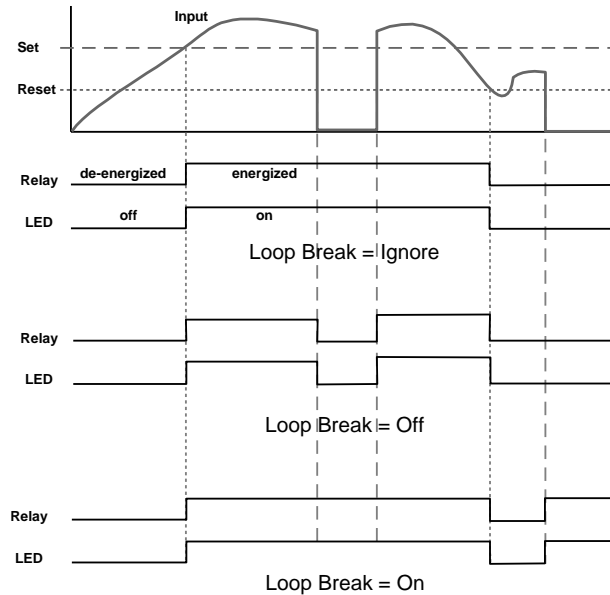 Input
Set
Reset
Relay de-energized energized
LED off on
Loop Break = Ignore
Relay
LED
Loop Break = Off
Relay
LED
Loop Break = On